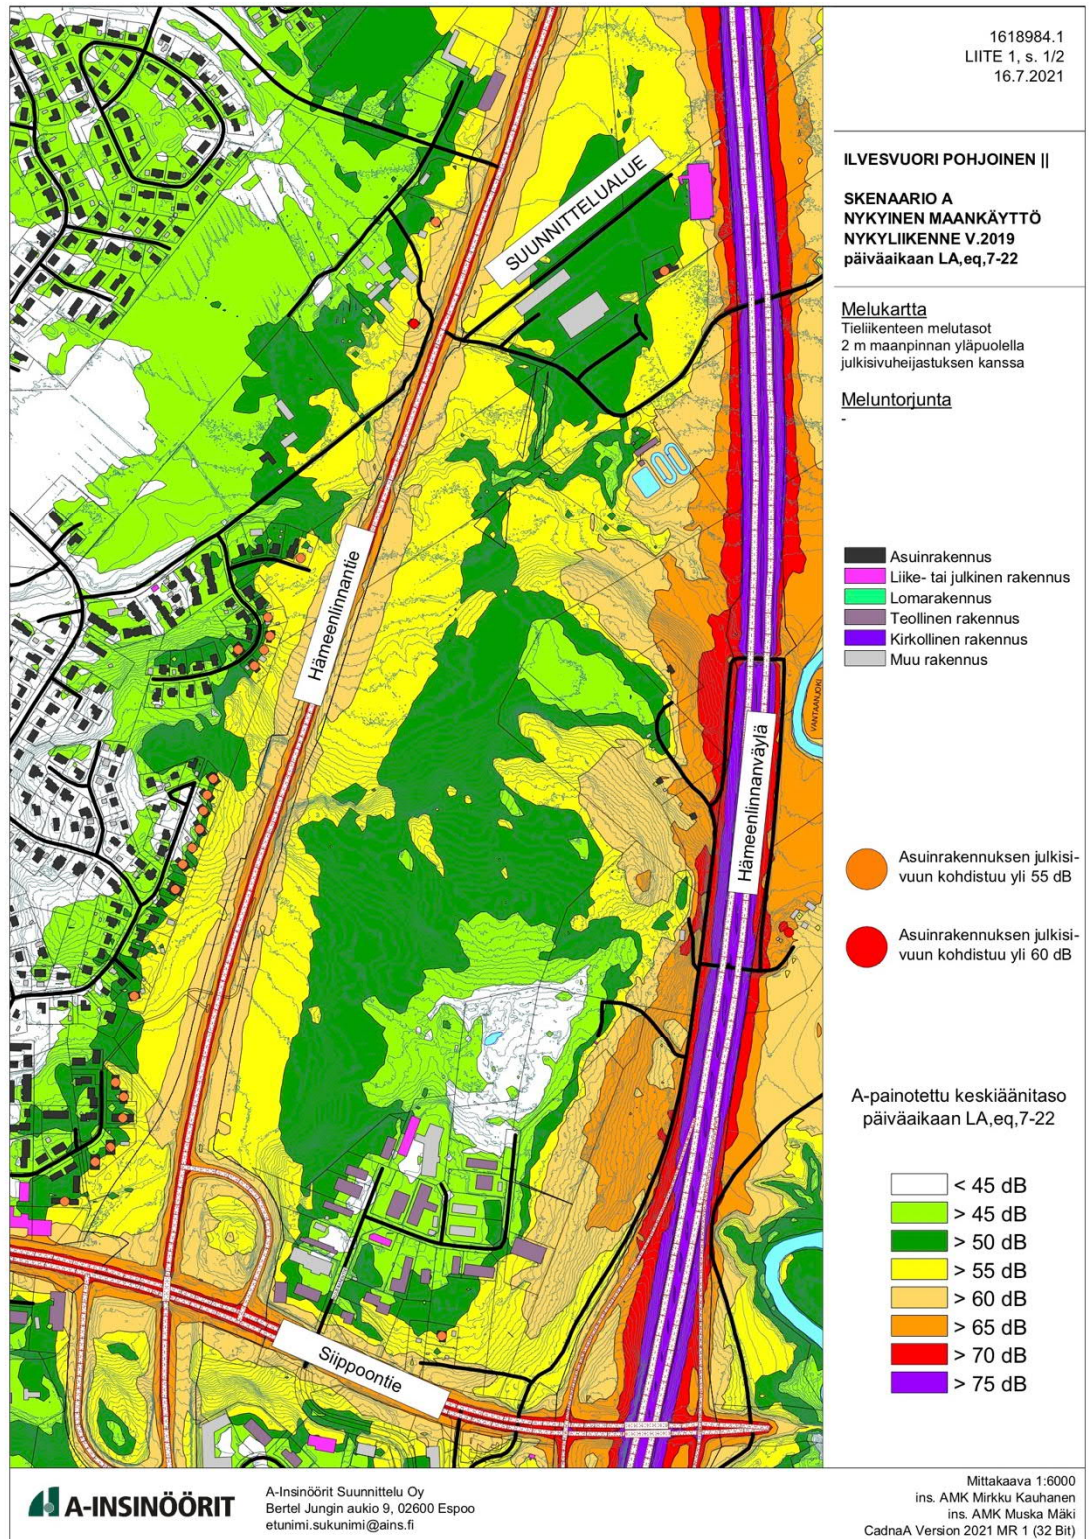 1618984.1
LIITE 1, s. 1/2
16.7.2021
ILVESVUORI POHJOINEN ||
SKENAARIO A
NYKYINEN MAANKÄYTTÖ
NYKYLIIKENNE V.2019
päiväaikaan LA,eq,7-22
Melukartta
Tieliikenteen melutasot
2 m maanpinnan yläpuolella
julkisivuheijastuksen kanssa
Meluntorjunta
-
Asuinrakennus
Liike- tai julkinen rakennus
Lomarakennus
Teollinen rakennus
Kirkollinen rakennus
Muu rakennus
Asuinrakennuksen julkisi-
vuun kohdistuu yli 55 dB
Asuinrakennuksen julkisi-
vuun kohdistuu yli 60 dB
A-painotettu keskiäänitaso
päiväaikaan LA,eq,7-22
< 45 dB
> 45 dB
> 50 dB
> 55 dB
> 60 dB
> 65 dB
> 70 dB
> 75 dB
SUUNNITTELUALUE
Hämeenlinnantie
Hämeenlinnanväylä
VANTAANJOKI
Siippoontie
A-INSINÖÖRIT
A-Insinöörit Suunnittelu Oy
Bertel Jungin aukio 9, 02600 Espoo
etunimi.sukunimi@ains.fi
Mittakaava 1:6000
ins. AMK Mirkku Kauhanen
ins. AMK Muska Mäki
CadnaA Version 2021 MR 1 (32 Bit)